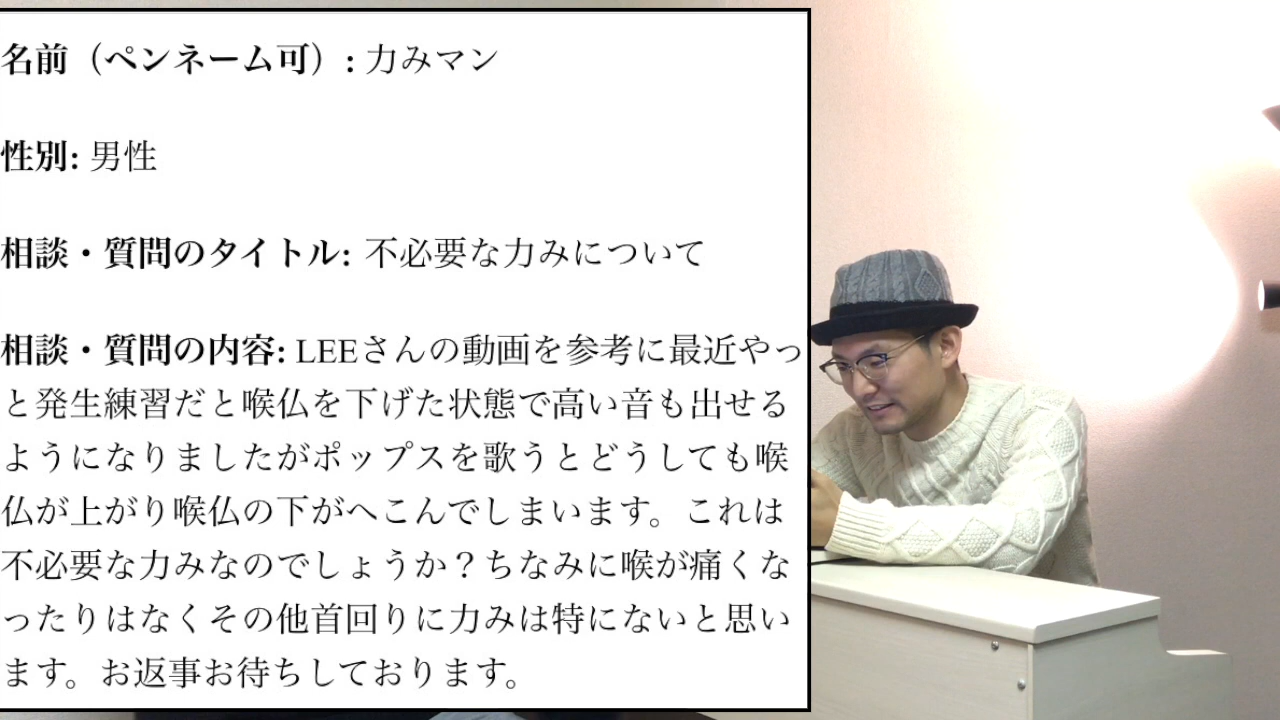 名前（ペンネーム可）: 力みマン
性別: 男性
相談・質問のタイトル: 不必要な力みについて
相談・質問の内容: LEEさんの動画を参考に最近やっ
と発生練習だと喉仏を下げた状態で高い音も出せる
ようになりましたがポップスを歌うとどうしても喉
仏が上がり喉仏の下がへこんでしまいます。これは
不必要な力みなのでしょうか？ちなみに喉が痛くな
ったりはなくその他首回りに力みは特にないと思い
ます。お返事お待ちしております。